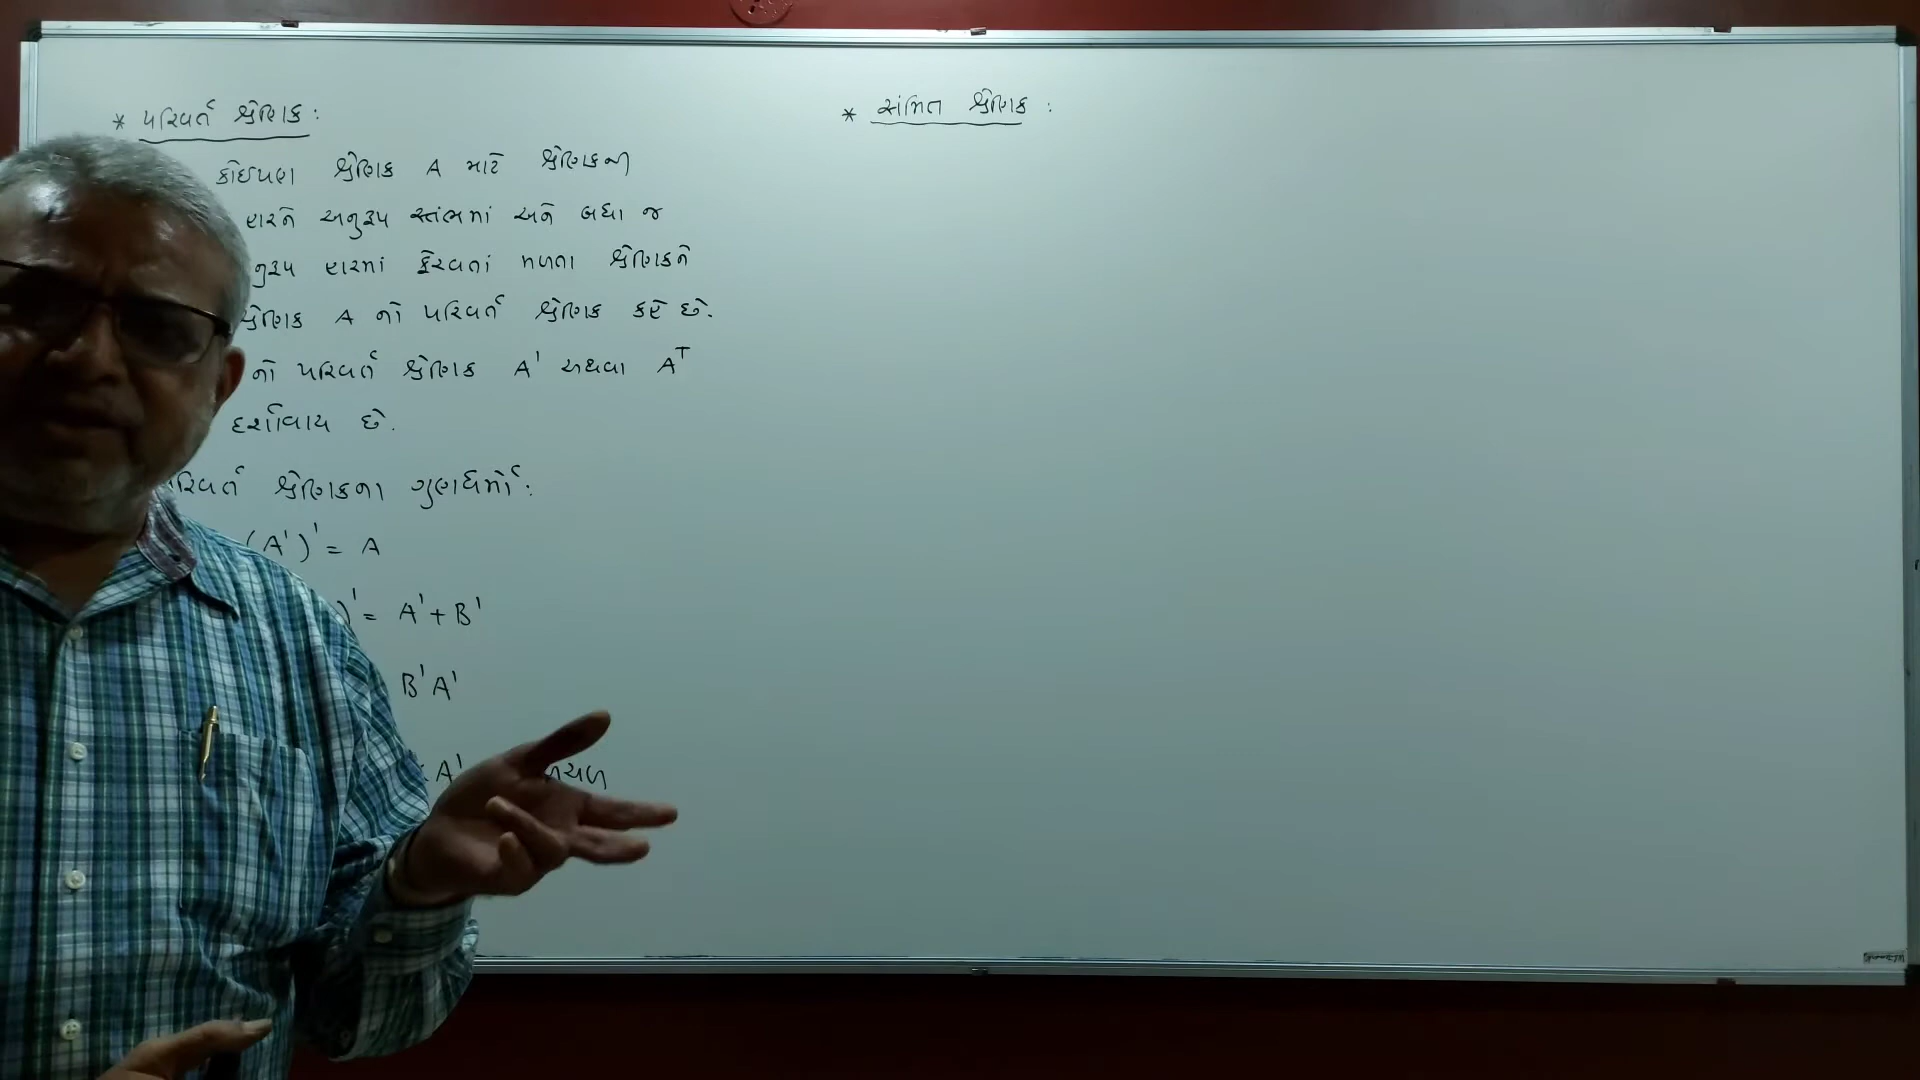 * પરિવર્ત શ્રેણિક :
કોઈપણ શ્રેણિક A માટે શ્રેણિકની
હારને અનુરૂપ સ્તંભમાં અને બધા જ
નુરૂપ હારમાં ફેરવતાં મળતા શ્રેણિકને
શ્રેણિક A નો પરિવર્ત શ્રેણિક કહે છે.
નો પરિવર્ત શ્રેણિક A' અથવા A^T
દર્શાવાય છે.
પરિવર્ત શ્રેણિકના ગુણધર્મો :
(A')' = A
)' = A' + B'
B'A'
A'
* સંમિત શ્રેણિક :